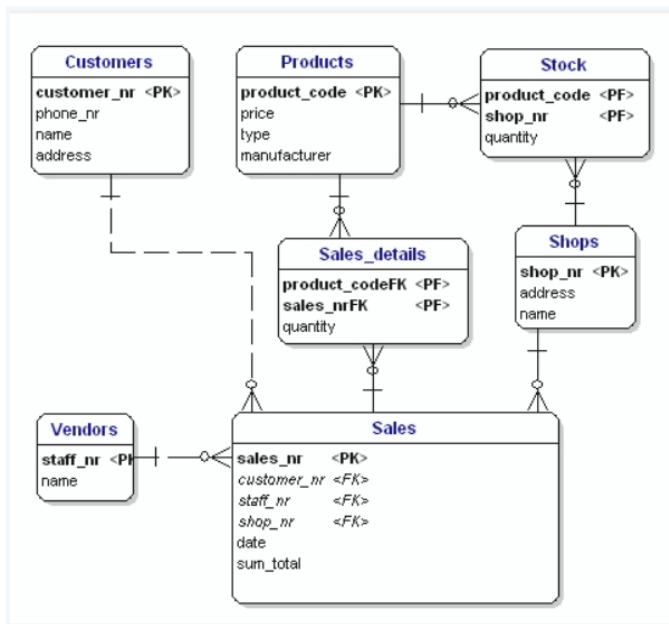 Customers
customer_nr <PK>
phone_nr
name
address
Products
product_code <PK>
price
type
manufacturer
Stock
product_code <PF>
shop_nr <PF>
quantity
Sales_details
product_codeFK <PF>
sales_nrFK <PF>
quantity
Shops
shop_nr <PK>
address
name
Vendors
staff_nr <PK
name
Sales
sales_nr <PK>
customer_nr <FK>
staff_nr <FK>
shop_nr <FK>
date
sum_total